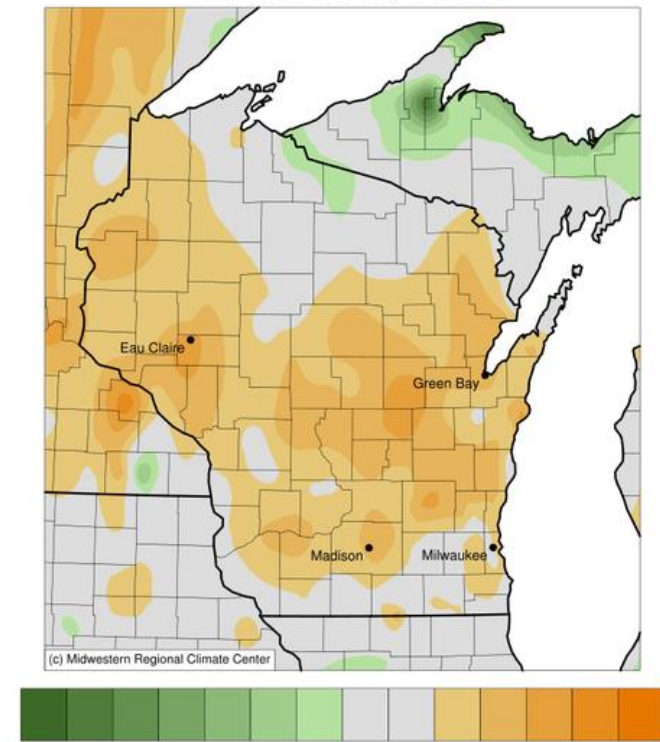 Eau Claire
Green Bay
Madison
Milwaukee
(c) Midwestern Regional Climate Center